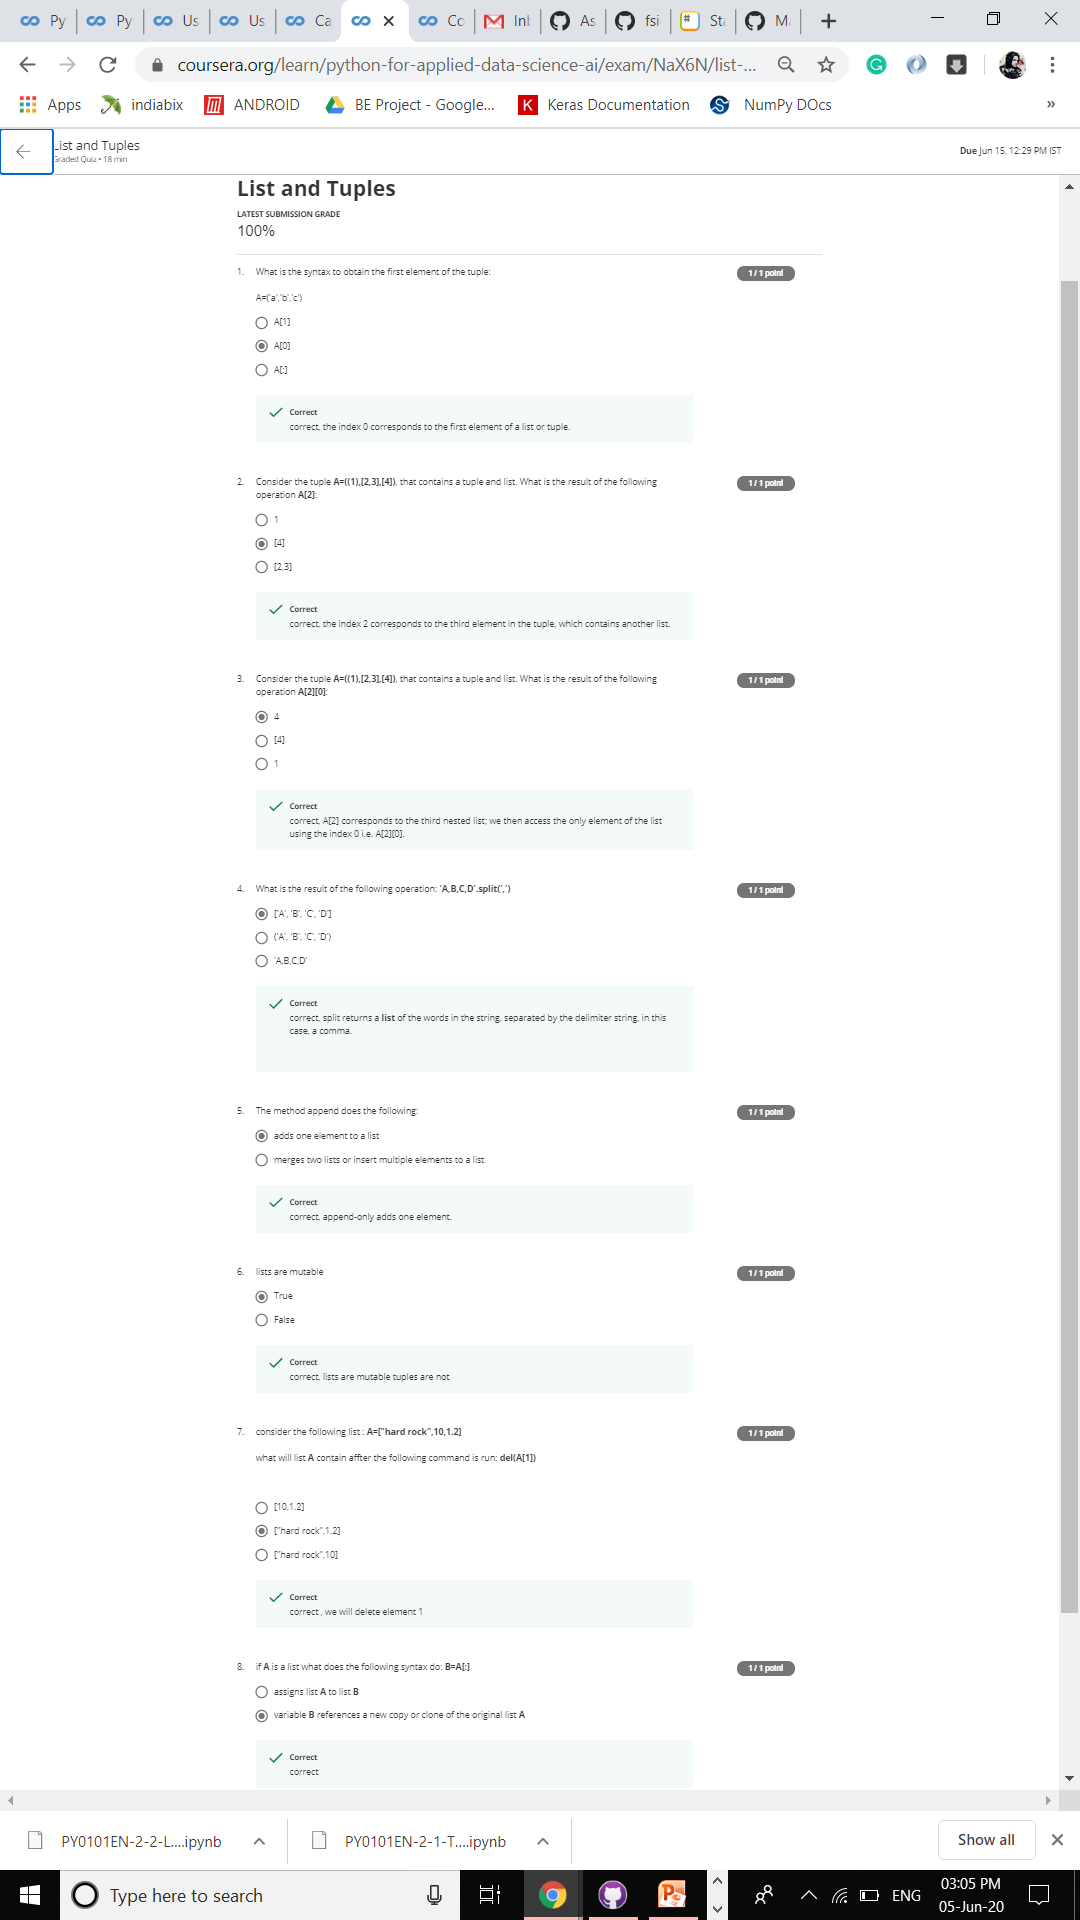 Py
Py
Us
Us
Ca
Co
In
As
fsi
St
M
coursera.org/learn/python-for-applied-data-science-ai/exam/NaX6N/list-...
Apps
indiabix
ANDROID
BE Project - Google...
Keras Documentation
NumPy DOcs
»
List and Tuples
Graded Quiz • 18 min
Due Jun 15, 12:29 PM IST
List and Tuples
LATEST SUBMISSION GRADE
100%
1. What is the syntax to obtain the first element of the tuple:
1 / 1 point
A=('a','b','c')
A[1]
A[0]
A[:]
Correct
correct, the index 0 corresponds to the first element of a list or tuple.
2. Consider the tuple A=((1),[2,3],[4]), that contains a tuple and list. What is the result of the following
operation A[2]:
1 / 1 point
1
[4]
[2,3]
Correct
correct, the index 2 corresponds to the third element in the tuple, which contains another list.
3. Consider the tuple A=((1),[2,3],[4]), that contains a tuple and list. What is the result of the following
operation A[2][0]:
1 / 1 point
4
[4]
1
Correct
correct, A[2] corresponds to the third nested list; we then access the only element of the list
using the index 0 i.e. A[2][0].
4. What is the result of the following operation: 'A,B,C,D'.split(',')
1 / 1 point
['A', 'B', 'C', 'D']
('A', 'B', 'C', 'D')
'A,B,C,D'
Correct
correct, split returns a list of the words in the string, separated by the delimiter string, in this
case, a comma.
5. The method append does the following:
1 / 1 point
adds one element to a list
merges two lists or insert multiple elements to a list
Correct
correct, append-only adds one element.
6. lists are mutable
1 / 1 point
True
False
Correct
correct, lists are mutable tuples are not
7. consider the following list : A=["hard rock",10,1.2]
1 / 1 point
what will list A contain affter the following command is run: del(A[1])
[10,1.2]
["hard rock",1.2]
["hard rock",10]
Correct
correct , we will delete element 1
8. if A is a list what does the following syntax do: B=A[:]
1 / 1 point
assigns list A to list B
variable B references a new copy or clone of the original list A
Correct
correct
PY0101EN-2-2-L....ipynb
PY0101EN-2-1-T....ipynb
Show all
Type here to search
ENG
03:05 PM
05-Jun-20